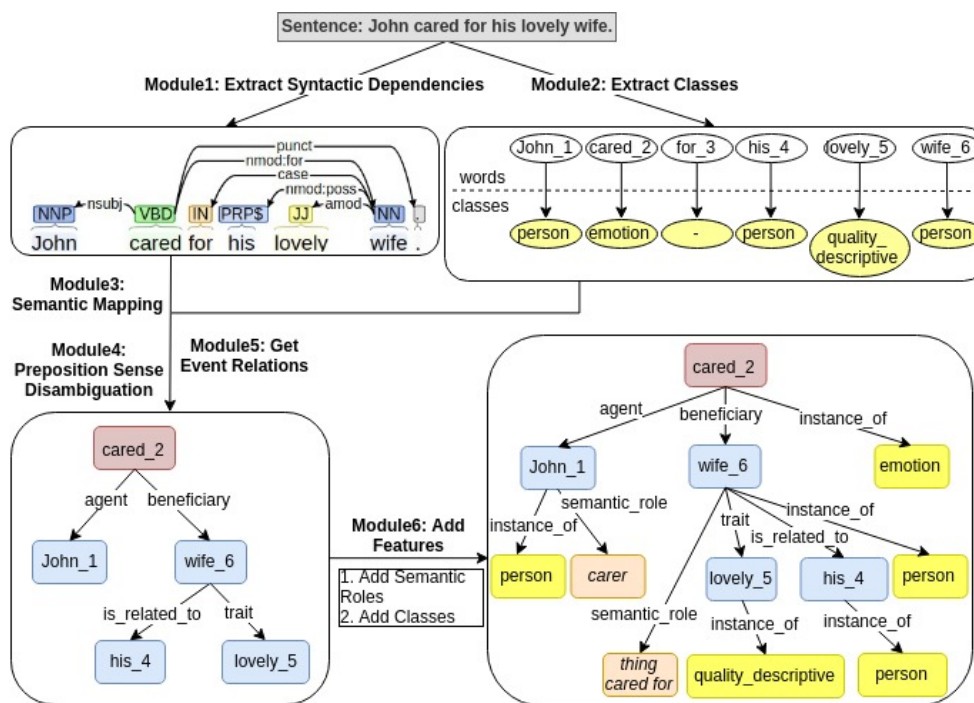 Sentence: John cared for his lovely wife.
Module1: Extract Syntactic Dependencies
Module2: Extract Classes
punct
nmod:for
case
nmod:poss
nsubj
amod
NNP VBD IN PRP$ JJ NN .
John cared for his lovely wife .
John_1 cared_2 for_3 his_4 lovely_5 wife_6
words
classes
person emotion - person quality_descriptive person
Module3:
Semantic Mapping
Module4:
Preposition Sense
Disambiguation
Module5: Get
Event Relations
cared_2
agent beneficiary
John_1 wife_6
is_related_to trait
his_4 lovely_5
Module6: Add
Features
1. Add Semantic
Roles
2. Add Classes
cared_2
agent beneficiary instance_of
John_1 wife_6 emotion
instance_of semantic_role
trait is_related_to instance_of
person carer
lovely_5 his_4 person
semantic_role instance_of instance_of
thing
cared for
quality_descriptive person